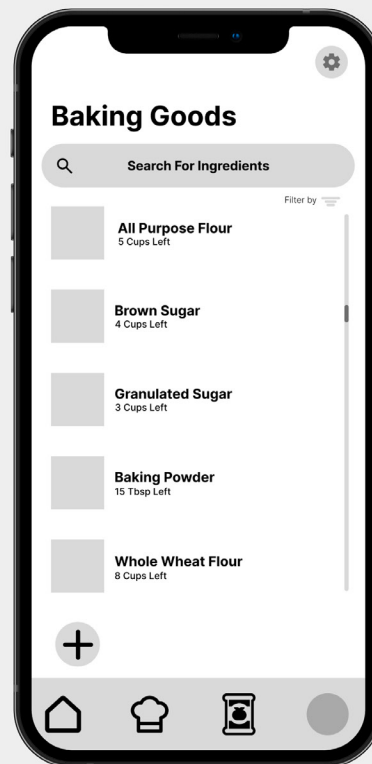 Baking Goods
Search For Ingredients
Filter by
All Purpose Flour
5 Cups Left
Brown Sugar
4 Cups Left
Granulated Sugar
3 Cups Left
Baking Powder
15 Tbsp Left
Whole Wheat Flour
8 Cups Left